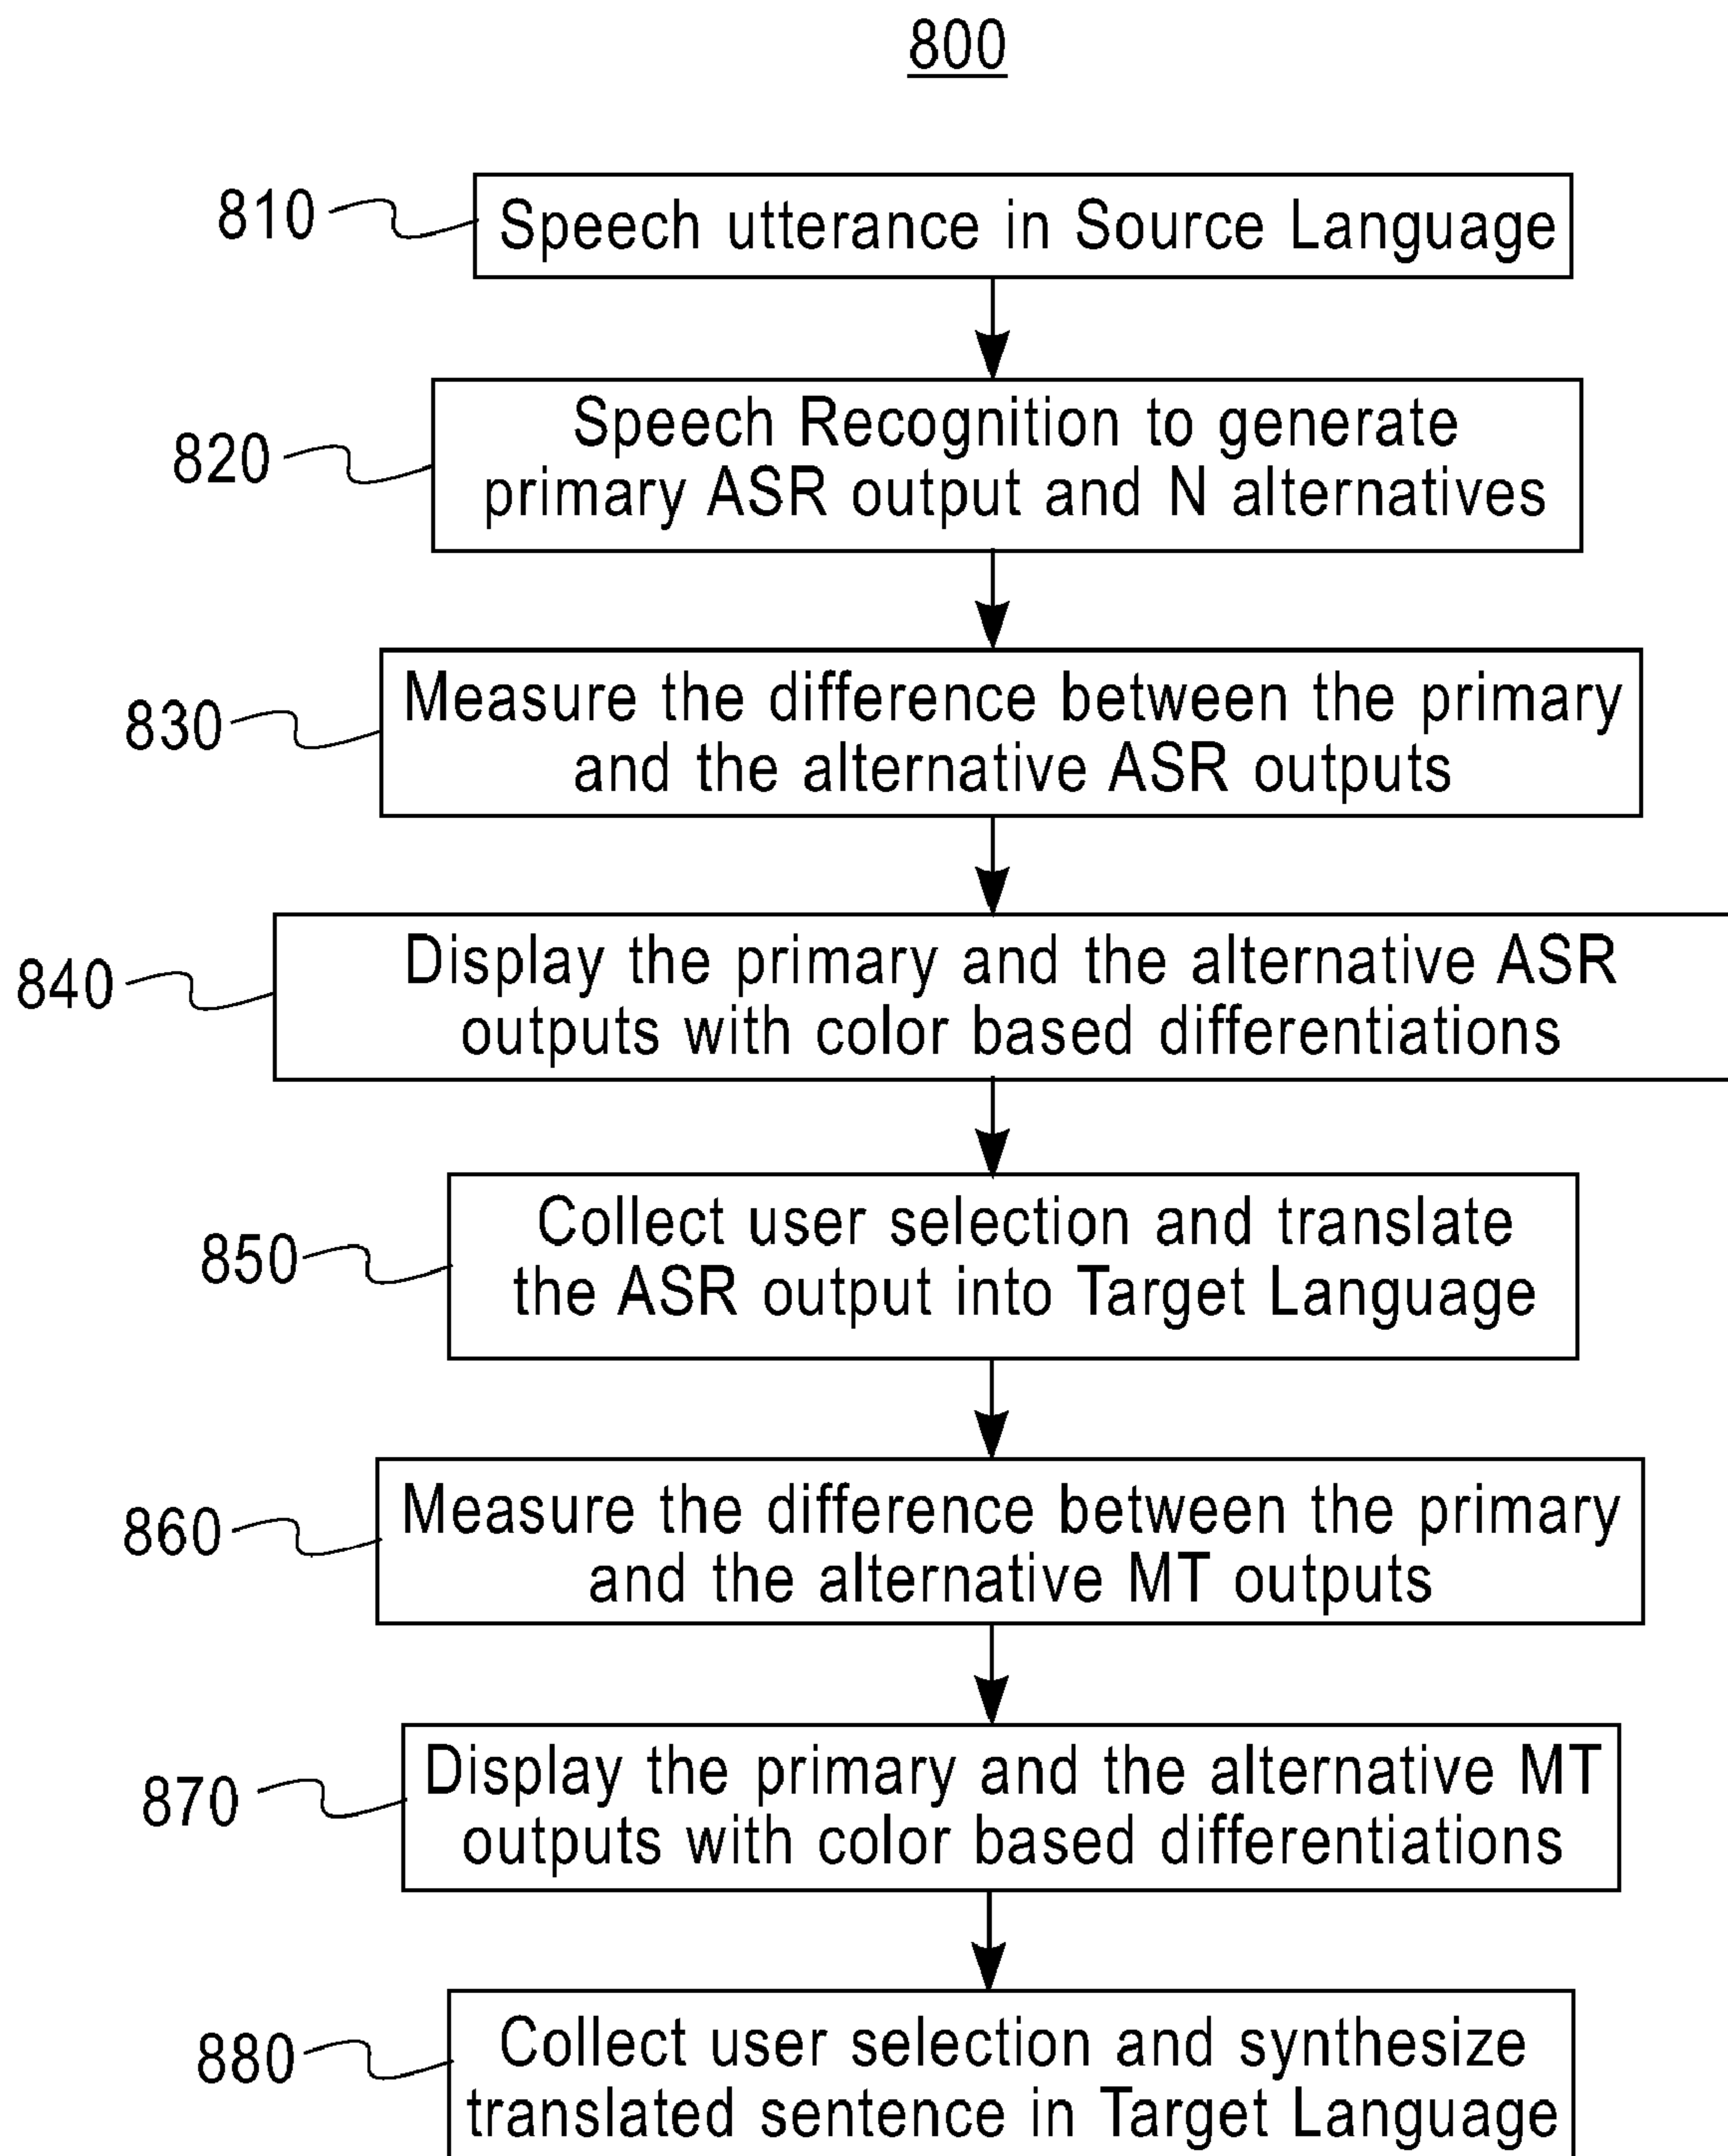 800
810
Speech utterance in Source Language
820
Speech Recognition to generate
primary ASR output and N alternatives
830
Measure the difference between the primary
and the alternative ASR outputs
840
Display the primary and the alternative ASR
outputs with color based differentiations
850
Collect user selection and translate
the ASR output into Target Language
860
Measure the difference between the primary
and the alternative MT outputs
870
Display the primary and the alternative MT
outputs with color based differentiations
880
Collect user selection and synthesize
translated sentence in Target Language